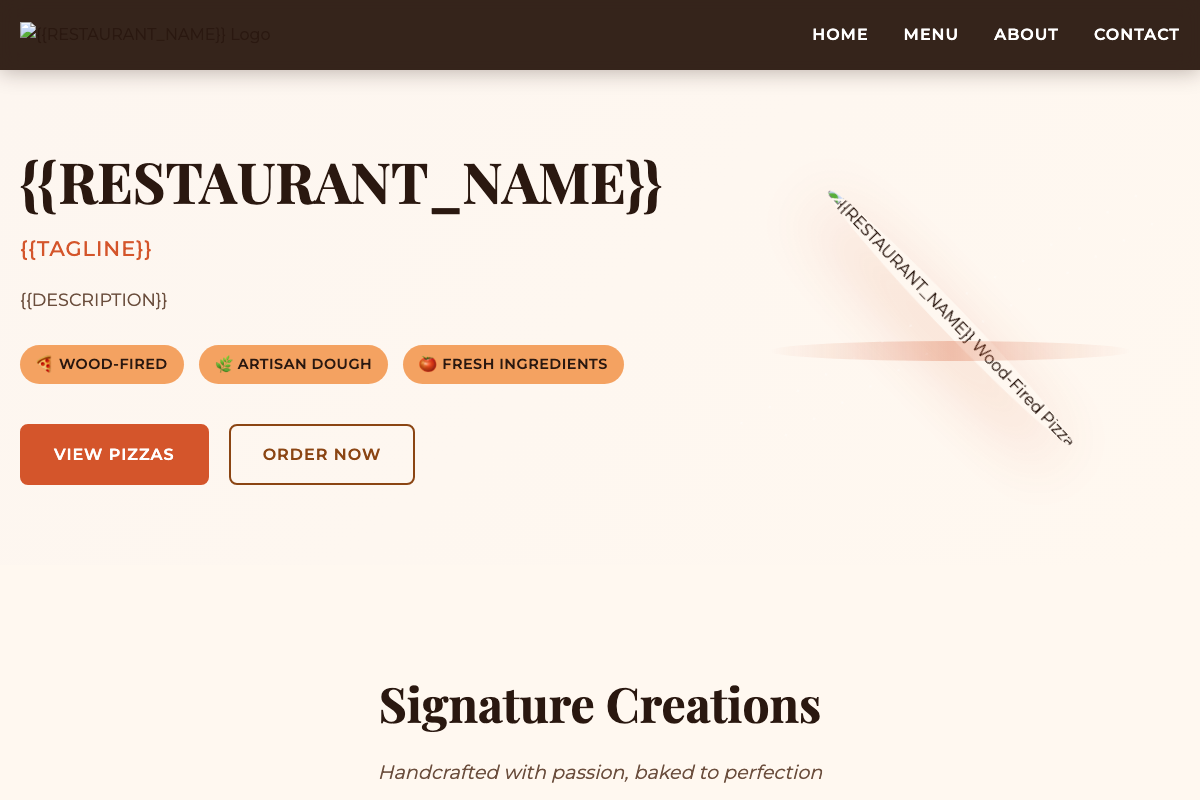 {{RESTAURANT_NAME}} Logo
HOME MENU ABOUT CONTACT
{{RESTAURANT_NAME}}
{{TAGLINE}}
{{DESCRIPTION}}
🍕 WOOD-FIRED 🌿 ARTISAN DOUGH 🍅 FRESH INGREDIENTS
VIEW PIZZAS ORDER NOW
{{RESTAURANT_NAME}} Wood-Fired Pizza
Signature Creations
Handcrafted with passion, baked to perfection